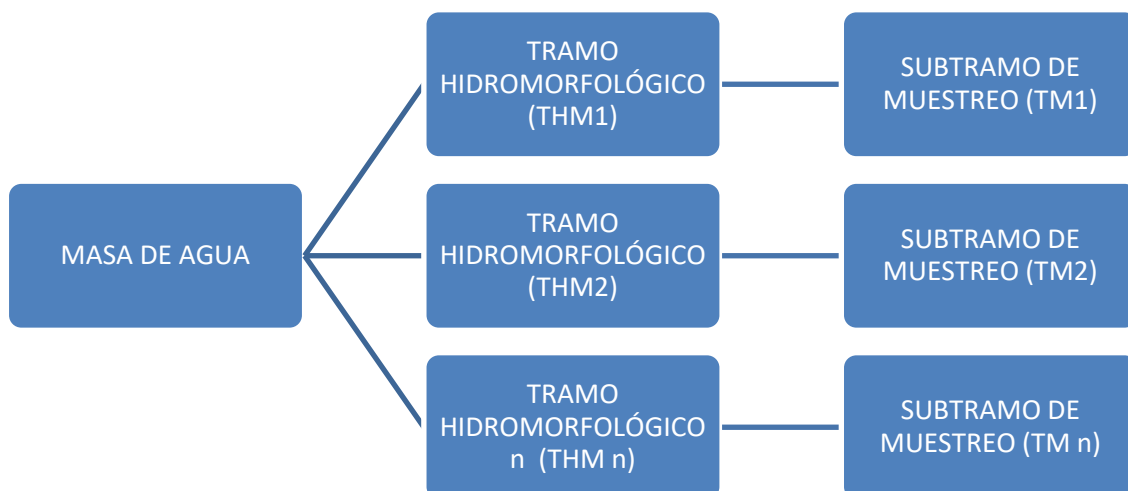 MASA DE AGUA
TRAMO
HIDROMORFOLÓGICO
(THM1)
SUBTRAMO DE
MUESTREO (TM1)
TRAMO
HIDROMORFOLÓGICO
(THM2)
SUBTRAMO DE
MUESTREO (TM2)
TRAMO
HIDROMORFOLÓGICO
n (THM n)
SUBTRAMO DE
MUESTREO (TM n)